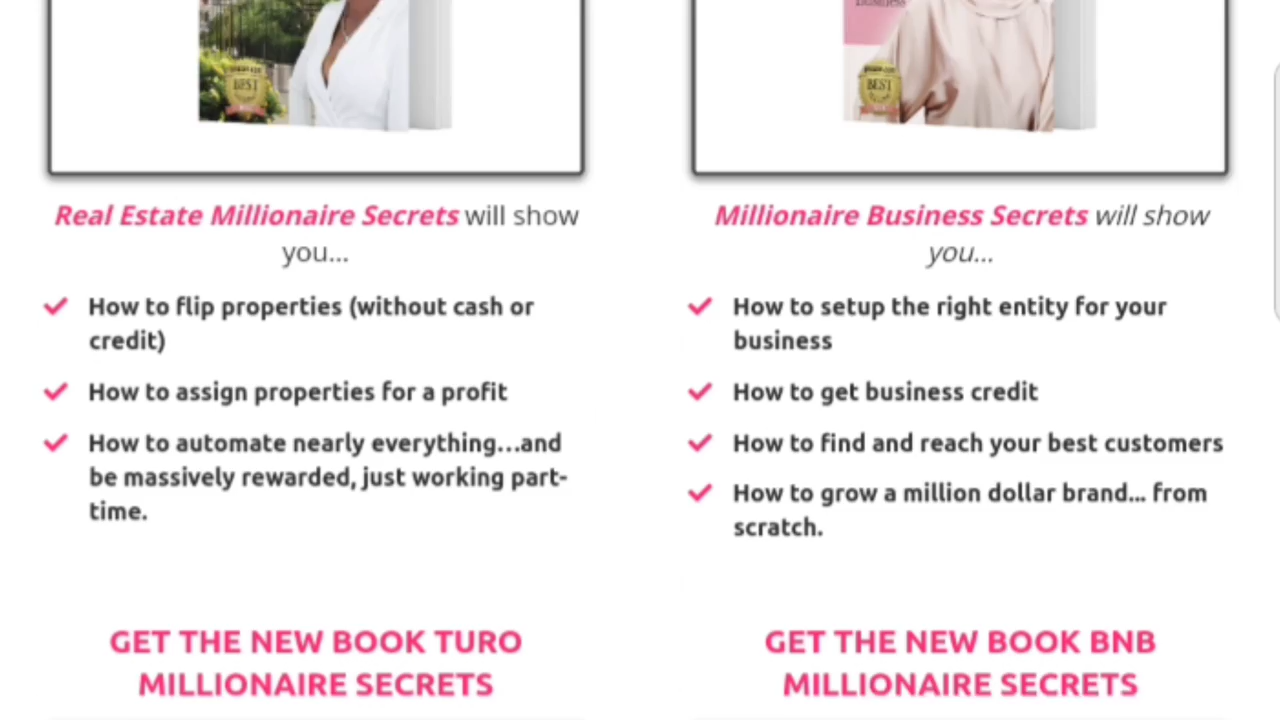 BEST
BEST
Real Estate Millionaire Secrets will show
you...
How to flip properties (without cash or
credit)
How to assign properties for a profit
How to automate nearly everything...and
be massively rewarded, just working part-
time.
GET THE NEW BOOK TURO
MILLIONAIRE SECRETS
Millionaire Business Secrets will show
you...
How to setup the right entity for your
business
How to get business credit
How to find and reach your best customers
How to grow a million dollar brand... from
scratch.
GET THE NEW BOOK BNB
MILLIONAIRE SECRETS